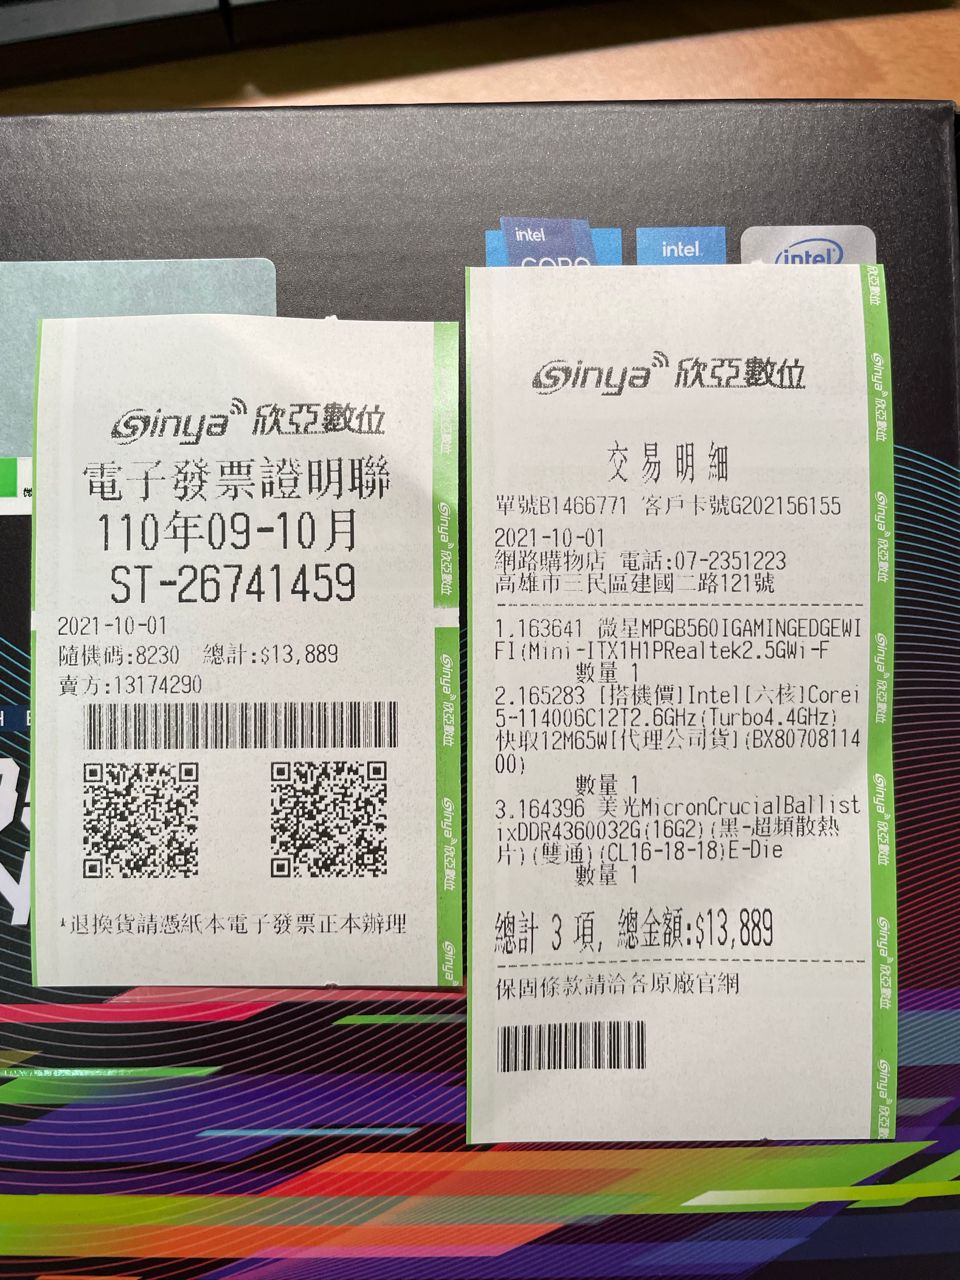 intel
CORE
intel
intel
Sinya 欣亞數位
電子發票證明聯
110年09-10月
ST-26741459
2021-10-01
隨機碼:8230 總計:$13,889
賣方:13174290
*退換貨請憑紙本電子發票正本辦理
Sinya 欣亞數位
交易明細
單號B1466771 客戶卡號G202156155
2021-10-01
網路購物店 電話:07-2351223
高雄市三民區建國二路121號
1.163641 微星MPGB560IGAMINGEDGEWI
FI(Mini-ITX1H1PRealtek2.5GWi-F
數量 1
2.165283 [搭機價]Intel[六核]Corei
5-114006C12T2.6GHz(Turbo4.4GHz)
快取12M65W[代理公司貨](BX80708114
00)
數量 1
3.164396 美光MicronCrucialBallist
ixDDR4360032G(16G2)(黑-超頻散熱
片)(雙通)(CL16-18-18)E-Die
數量 1
總計 3 項, 總金額:$13,889
保固條款請洽各原廠官網